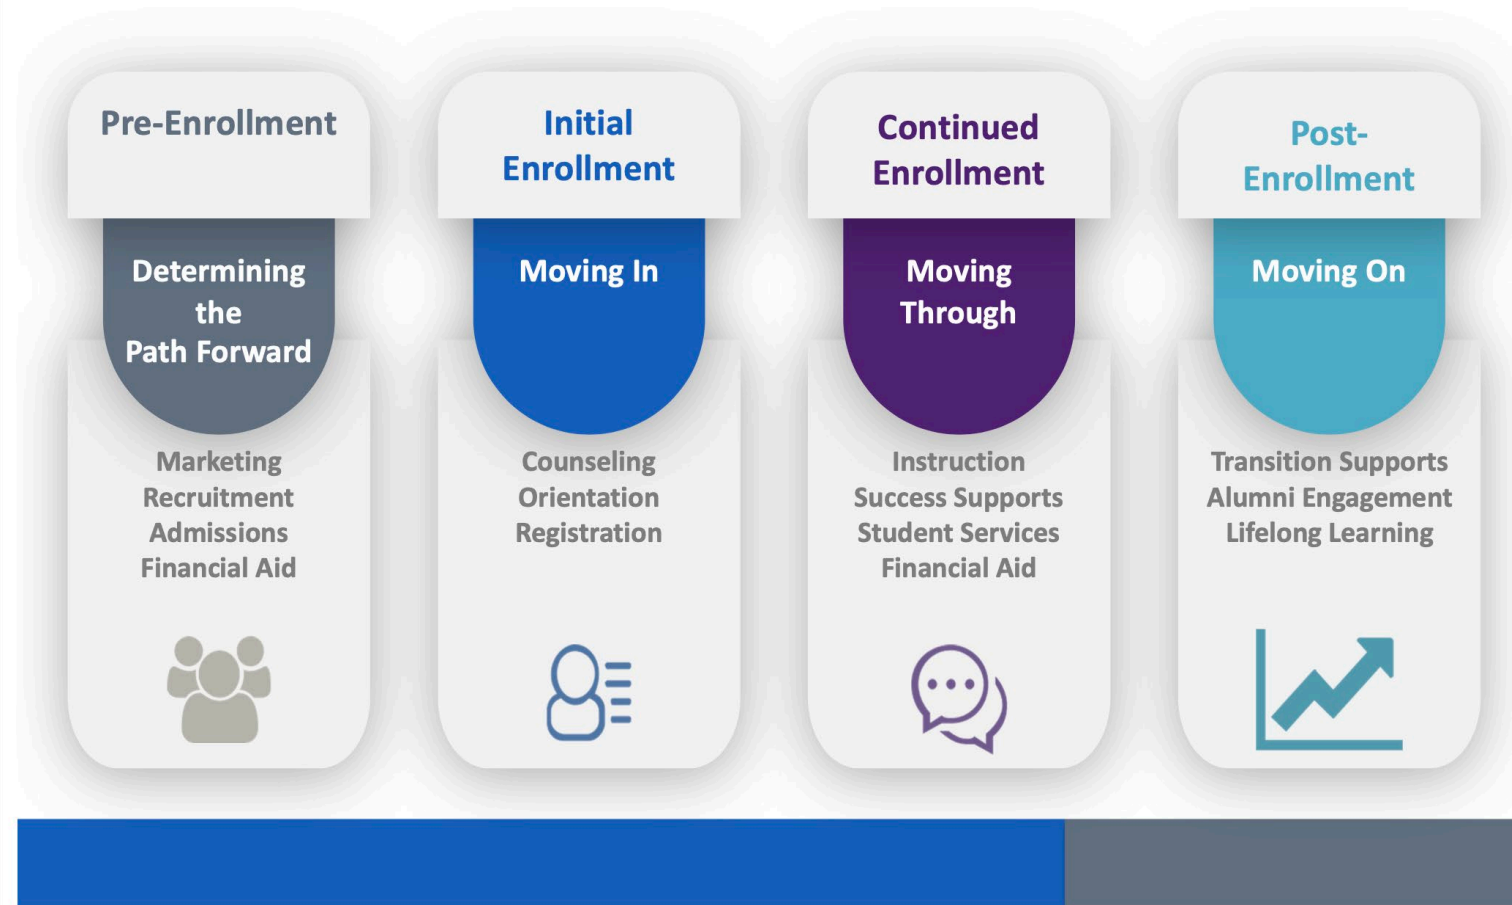 Pre-Enrollment
Determining
the
Path Forward
Marketing
Recruitment
Admissions
Financial Aid
Initial
Enrollment
Moving In
Counseling
Orientation
Registration
Continued
Enrollment
Moving
Through
Instruction
Success Supports
Student Services
Financial Aid
Post-
Enrollment
Moving On
Transition Supports
Alumni Engagement
Lifelong Learning